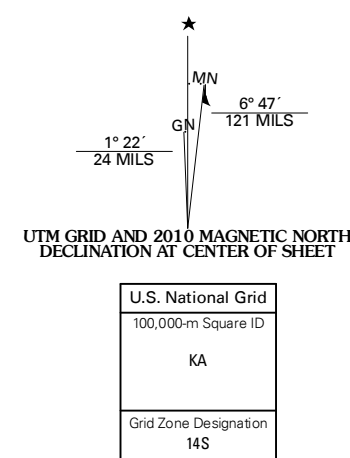 MN
6° 47´
121 MILS
GN
1° 22´
24 MILS
UTM GRID AND 2010 MAGNETIC NORTH
DECLINATION AT CENTER OF SHEET
U.S. National Grid
100,000-m Square ID
KA
Grid Zone Designation
14S